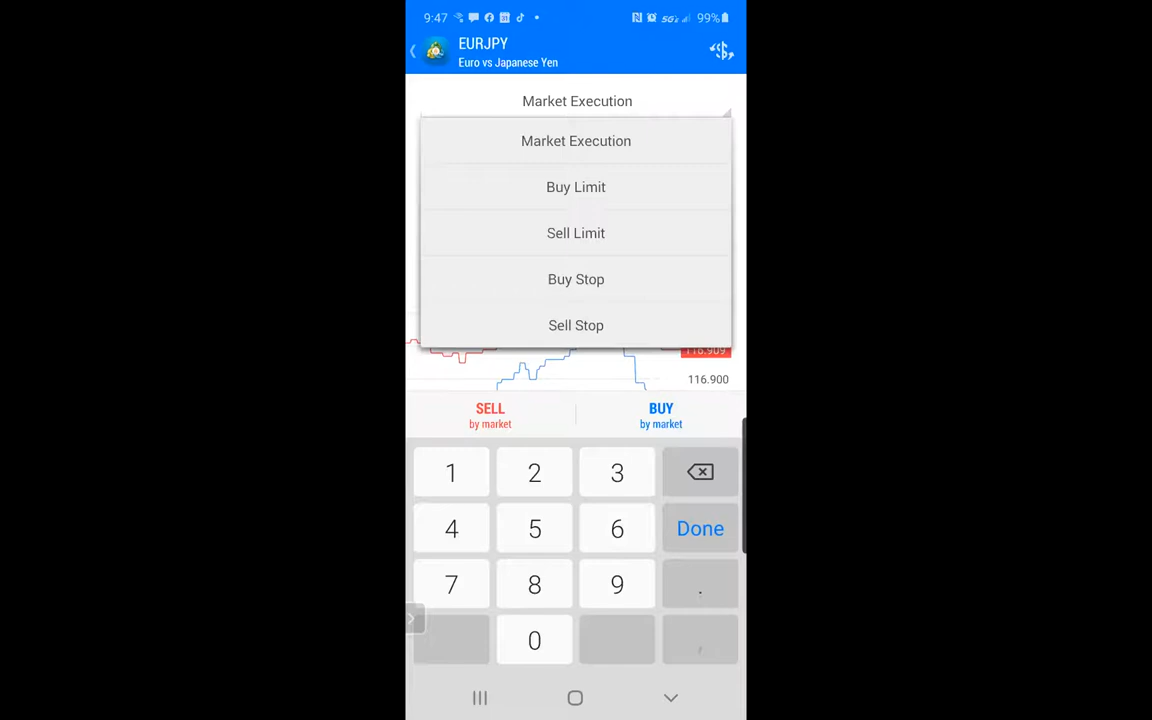 9:47
99%
EURJPY
Euro vs Japanese Yen
Market Execution
Market Execution
Buy Limit
Sell Limit
Buy Stop
Sell Stop
116.909
116.900
SELL
by market
BUY
by market
1 2 3
4 5 6 Done
7 8 9 .
0 ,